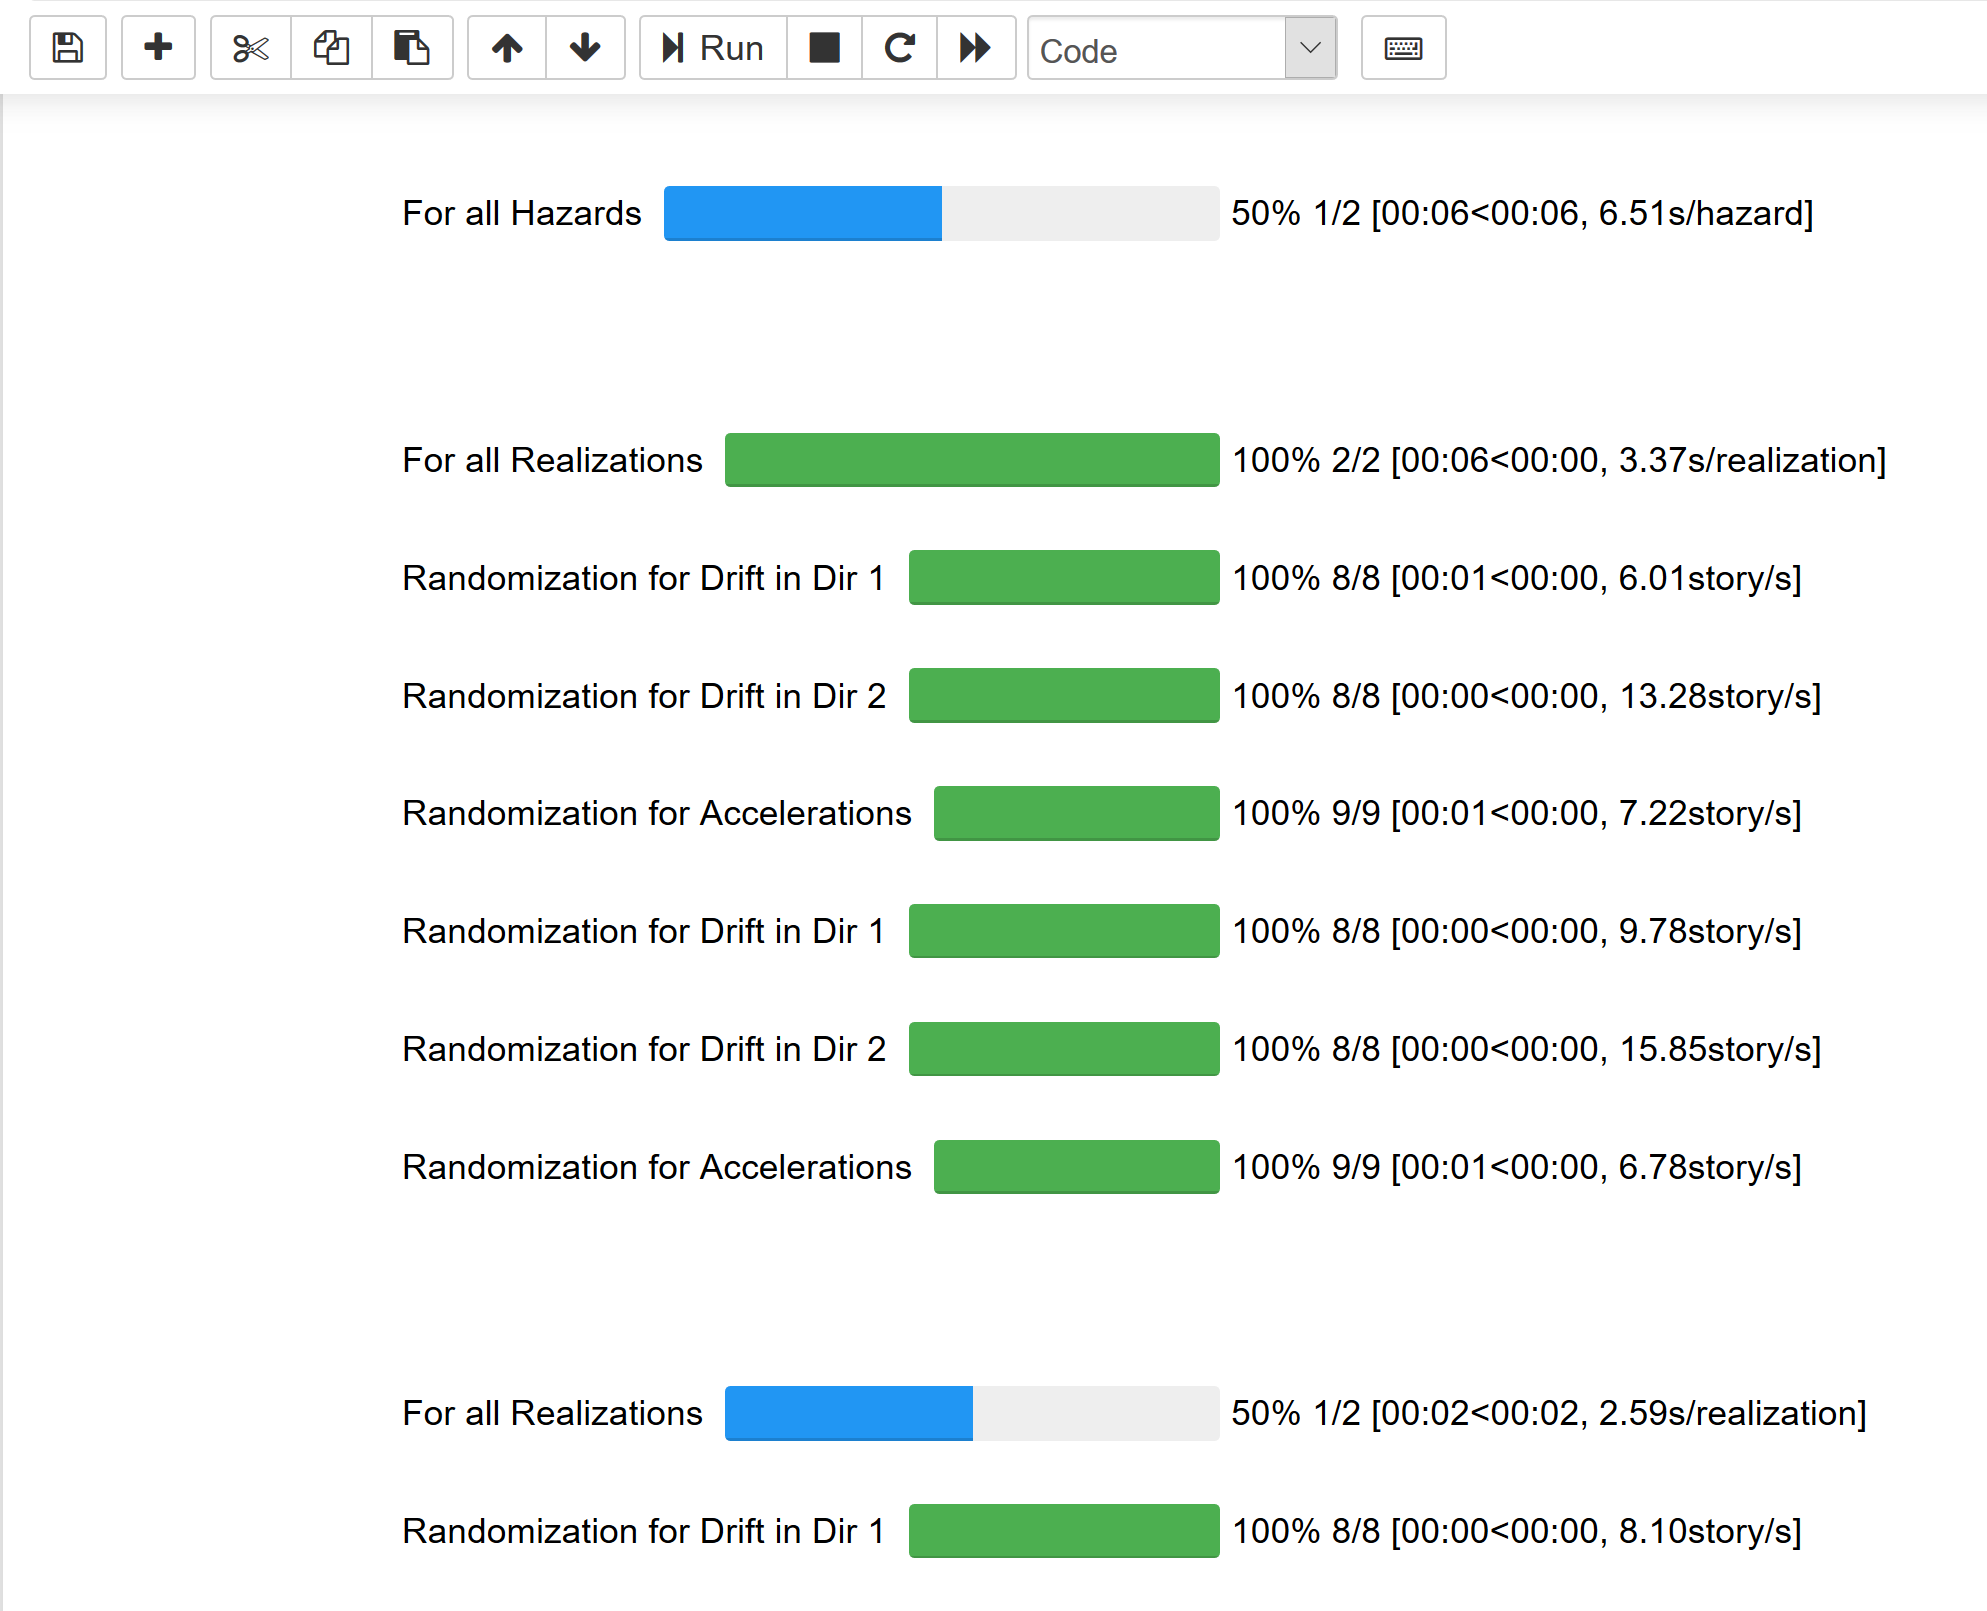 Run Code
For all Hazards 50% 1/2 [00:06<00:06, 6.51s/hazard]
For all Realizations 100% 2/2 [00:06<00:00, 3.37s/realization]
Randomization for Drift in Dir 1 100% 8/8 [00:01<00:00, 6.01story/s]
Randomization for Drift in Dir 2 100% 8/8 [00:00<00:00, 13.28story/s]
Randomization for Accelerations 100% 9/9 [00:01<00:00, 7.22story/s]
Randomization for Drift in Dir 1 100% 8/8 [00:00<00:00, 9.78story/s]
Randomization for Drift in Dir 2 100% 8/8 [00:00<00:00, 15.85story/s]
Randomization for Accelerations 100% 9/9 [00:01<00:00, 6.78story/s]
For all Realizations 50% 1/2 [00:02<00:02, 2.59s/realization]
Randomization for Drift in Dir 1 100% 8/8 [00:00<00:00, 8.10story/s]